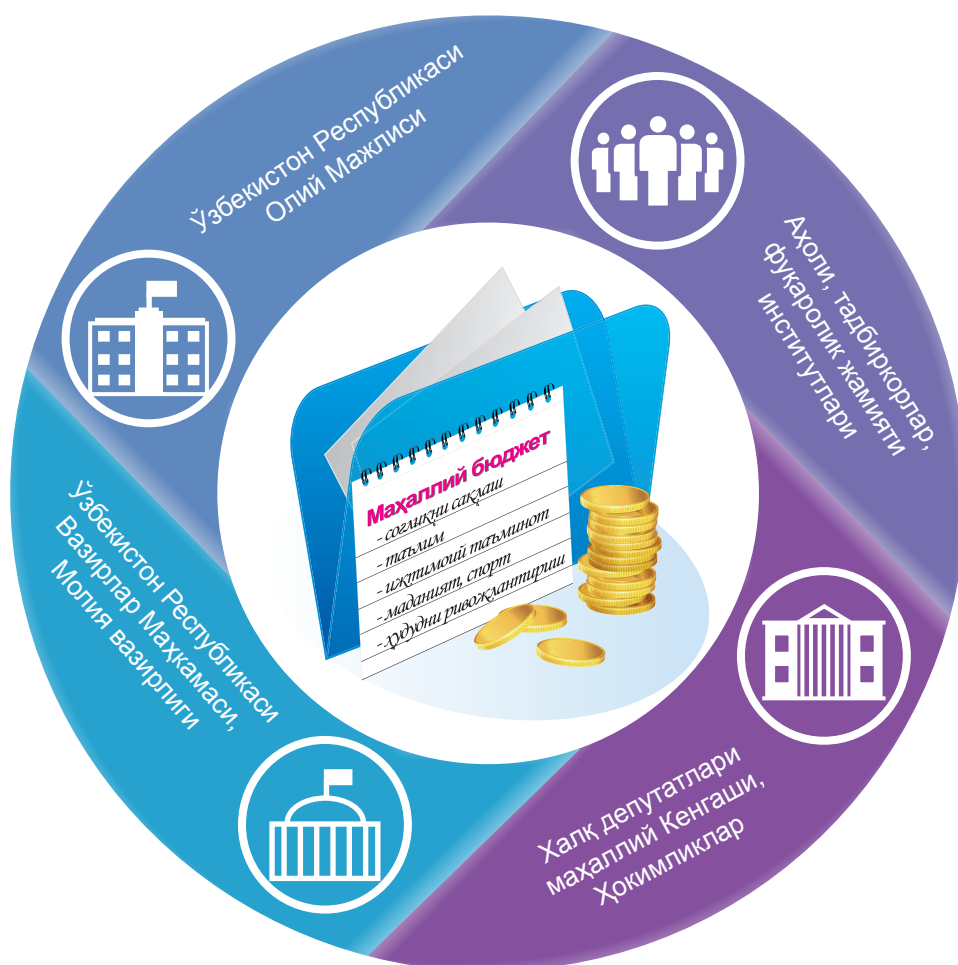 Ўзбекистон Республикаси
Олий Мажлиси
Аҳоли, тадбиркорлар,
фуқаролик жамияти
институтлари
Маҳаллий бюджет
- соғлиқни сақлаш
- таълим
- ижтимоий таъминот
- маданият, спорт
- ҳудудни ривожлантириш
Ўзбекистон Республикаси
Вазирлар Маҳкамаси,
Молия вазирлиги
Халқ депутатлари
маҳаллий Кенгаши,
Ҳокимликлар